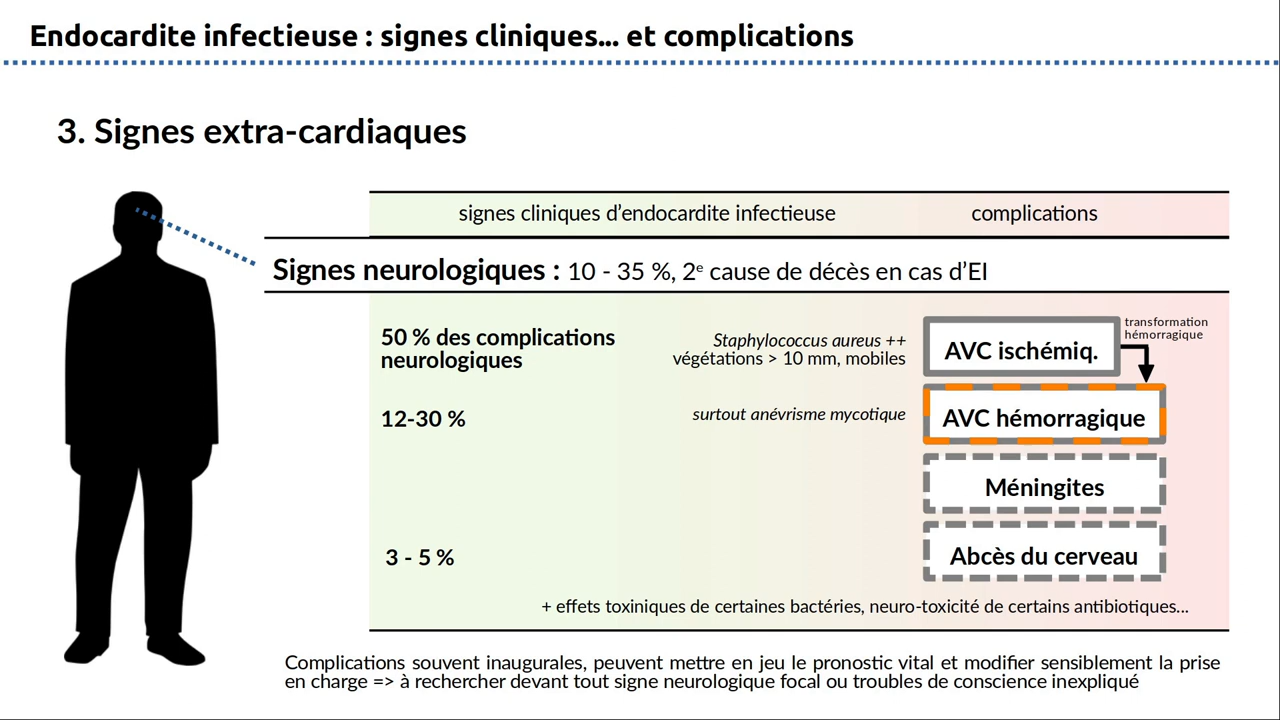 Endocardite infectieuse : signes cliniques... et complications
3. Signes extra-cardiaques
signes cliniques d'endocardite infectieuse
complications
Signes neurologiques : 10 - 35 %, 2e cause de décès en cas d'EI
50 % des complications
neurologiques
Staphylococcus aureus ++
végétations > 10 mm, mobiles
AVC ischémiq.
transformation
hémorragique
12-30 %
surtout anévrisme mycotique
AVC hémorragique
Méningites
3 - 5 %
Abcès du cerveau
+ effets toxiniques de certaines bactéries, neuro-toxicité de certains antibiotiques...
Complications souvent inaugurales, peuvent mettre en jeu le pronostic vital et modifier sensiblement la prise
en charge => à rechercher devant tout signe neurologique focal ou troubles de conscience inexpliqué